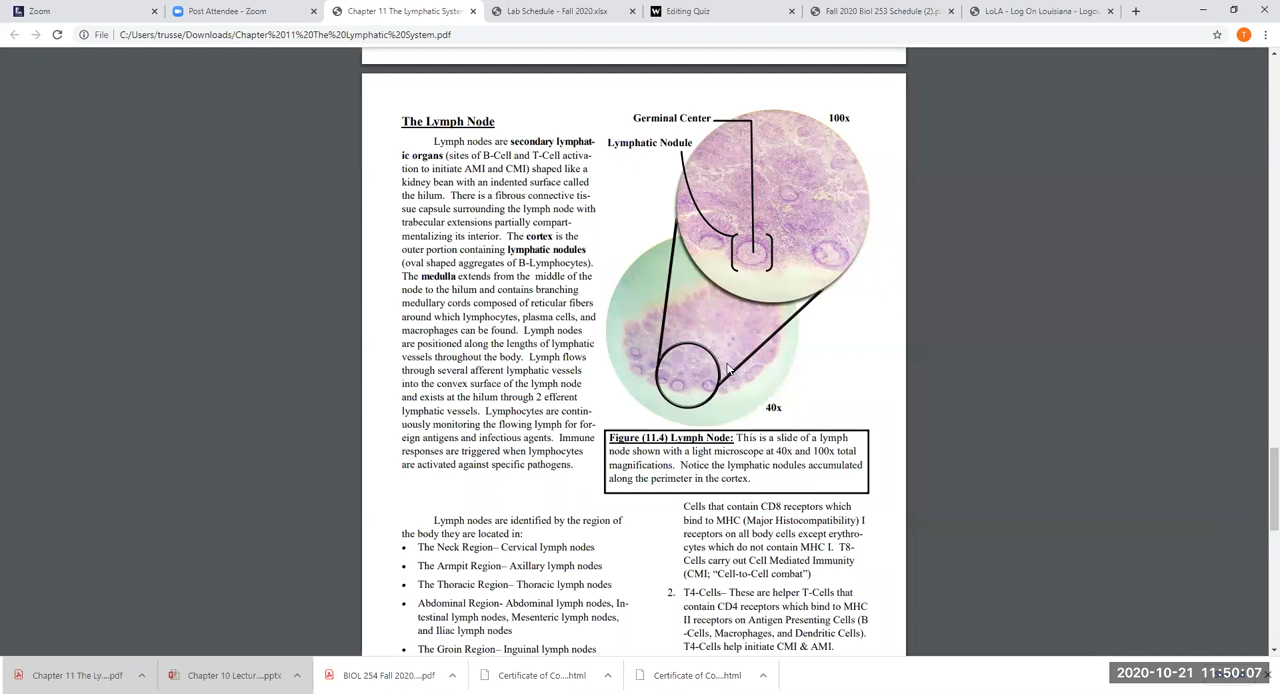 Zoom
Post Attendee - Zoom
Chapter 11 The Lymphatic System
Lab Schedule - Fall 2020.xlsx
W Editing Quiz
Fall 2020 Biol 253 Schedule (2).p
LoLA - Log On Louisiana - Logou
File C:/Users/trusse/Downloads/Chapter%2011%20The%20Lymphatic%20System.pdf
T
The Lymph Node
Lymph nodes are secondary lymphat-
ic organs (sites of B-Cell and T-Cell activa-
tion to initiate AMI and CMI) shaped like a
kidney bean with an indented surface called
the hilum. There is a fibrous connective tis-
sue capsule surrounding the lymph node with
trabecular extensions partially compart-
mentalizing its interior. The cortex is the
outer portion containing lymphatic nodules
(oval shaped aggregates of B-Lymphocytes).
The medulla extends from the middle of the
node to the hilum and contains branching
medullary cords composed of reticular fibers
around which lymphocytes, plasma cells, and
macrophages can be found. Lymph nodes
are positioned along the lengths of lymphatic
vessels throughout the body. Lymph flows
through several afferent lymphatic vessels
into the convex surface of the lymph node
and exists at the hilum through 2 efferent
lymphatic vessels. Lymphocytes are contin-
uously monitoring the flowing lymph for for-
eign antigens and infectious agents. Immune
responses are triggered when lymphocytes
are activated against specific pathogens.
Germinal Center
100x
Lymphatic Nodule
40x
Figure (11.4) Lymph Node: This is a slide of a lymph
node shown with a light microscope at 40x and 100x total
magnifications. Notice the lymphatic nodules accumulated
along the perimeter in the cortex.
Lymph nodes are identified by the region of
the body they are located in:
• The Neck Region– Cervical lymph nodes
• The Armpit Region– Axillary lymph nodes
• The Thoracic Region– Thoracic lymph nodes
• Abdominal Region- Abdominal lymph nodes, In-
testinal lymph nodes, Mesenteric lymph nodes,
and Iliac lymph nodes
• The Groin Region– Inguinal lymph nodes
Cells that contain CD8 receptors which
bind to MHC (Major Histocompatibility) I
receptors on all body cells except erythro-
cytes which do not contain MHC I. T8-
Cells carry out Cell Mediated Immunity
(CMI; “Cell-to-Cell combat”)
2. T4-Cells– These are helper T-Cells that
contain CD4 receptors which bind to MHC
II receptors on Antigen Presenting Cells (B
-Cells, Macrophages, and Dendritic Cells).
T4-Cells help initiate CMI & AMI.
Chapter 11 The Ly....pdf
Chapter 10 Lectur....pptx
BIOL 254 Fall 2020....pdf
Certificate of Co....html
Certificate of Co....html
2020-10-21 11:50:07